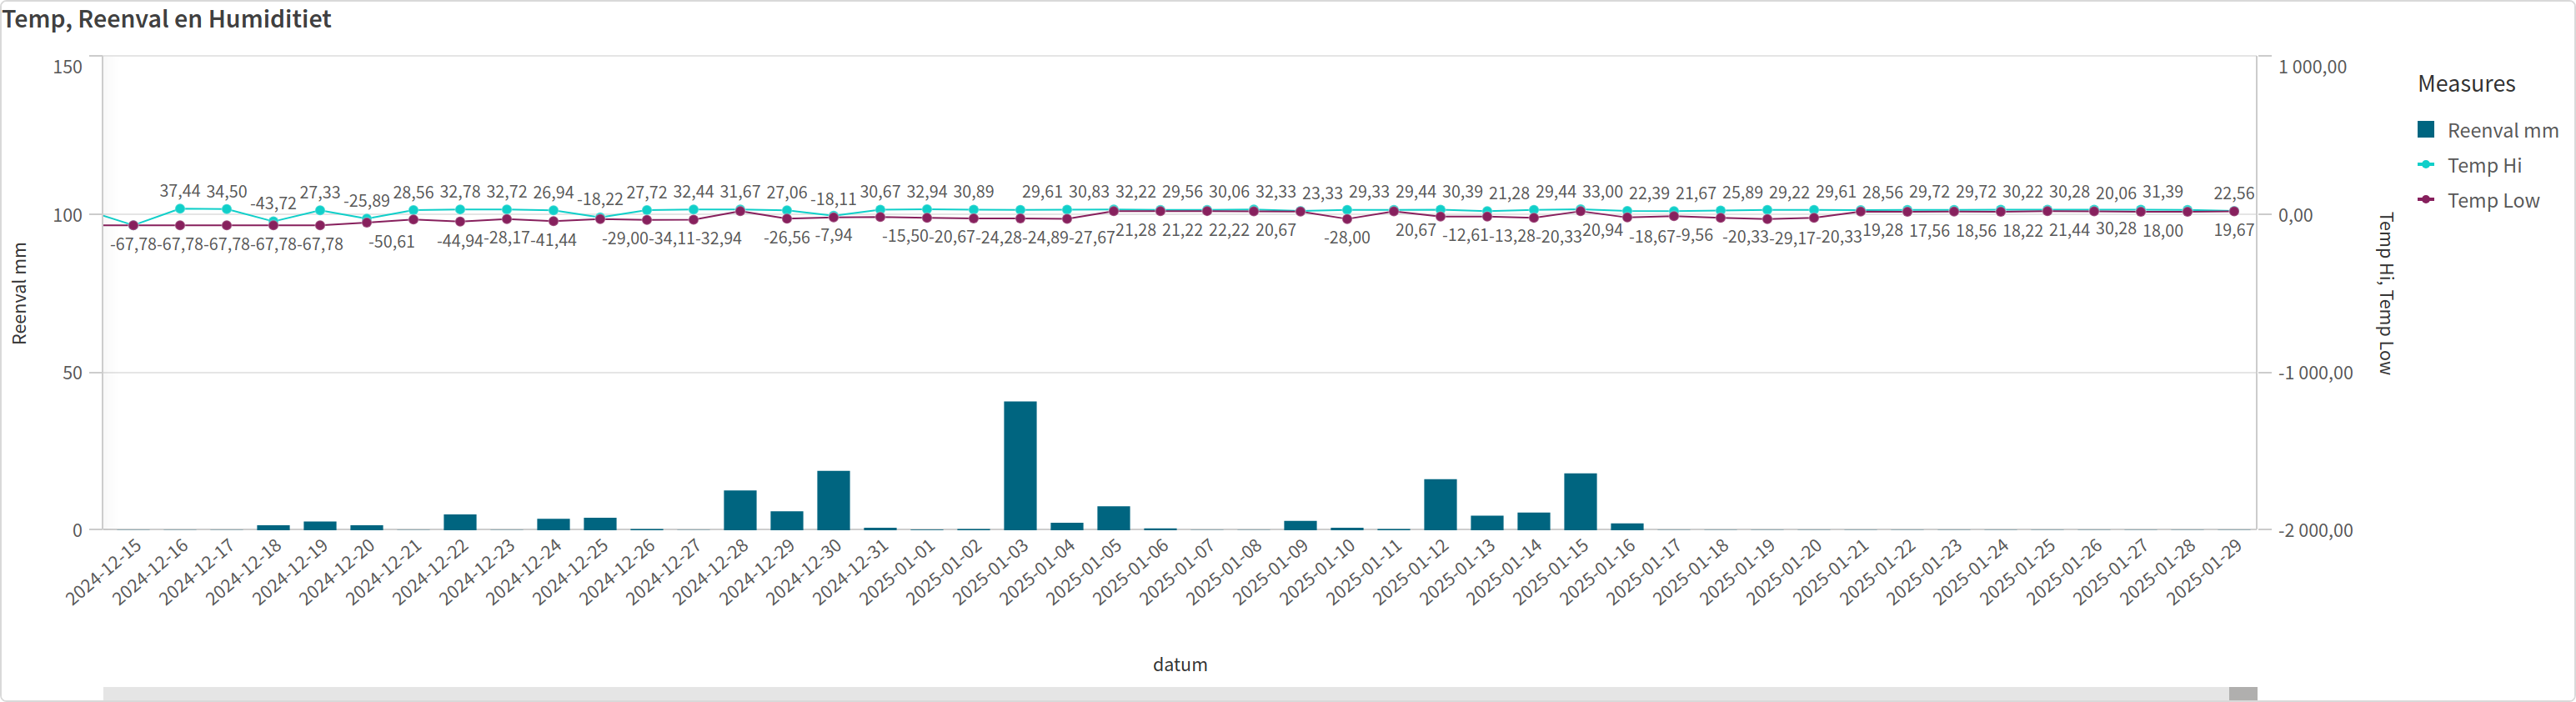 Temp, Reenval en Humiditiet
150
100
50
0
Reenval mm
1 000,00
0,00
-1 000,00
-2 000,00
Temp Hi, Temp Low
Measures
Reenval mm
Temp Hi
Temp Low
37,44 34,50 -43,72 27,33 -25,89 28,56 32,78 32,72 26,94 -18,22 27,72 32,44 31,67 27,06 -18,11 30,67 32,94 30,89 29,61 30,83 32,22 29,56 30,06 32,33 23,33 29,33 29,44 30,39 21,28 29,44 33,00 22,39 21,67 25,89 29,22 29,61 28,56 29,72 29,72 30,22 30,28 20,06 31,39 22,56
-67,78 -67,78 -67,78 -67,78 -67,78 -50,61 -44,94 -28,17 -41,44 -29,00 -34,11 -32,94 -26,56 -7,94 -15,50 -20,67 -24,28 -24,89 -27,67 21,28 21,22 22,22 20,67 -28,00 20,67 -12,61 -13,28 -20,33 20,94 -18,67 -9,56 -20,33 -29,17 -20,33 19,28 17,56 18,56 18,22 21,44 30,28 18,00 19,67
2024-12-15 2024-12-16 2024-12-17 2024-12-18 2024-12-19 2024-12-20 2024-12-21 2024-12-22 2024-12-23 2024-12-24 2024-12-25 2024-12-26 2024-12-27 2024-12-28 2024-12-29 2024-12-30 2024-12-31 2025-01-01 2025-01-02 2025-01-03 2025-01-04 2025-01-05 2025-01-06 2025-01-07 2025-01-08 2025-01-09 2025-01-10 2025-01-11 2025-01-12 2025-01-13 2025-01-14 2025-01-15 2025-01-16 2025-01-17 2025-01-18 2025-01-19 2025-01-20 2025-01-21 2025-01-22 2025-01-23 2025-01-24 2025-01-25 2025-01-26 2025-01-27 2025-01-28 2025-01-29
datum